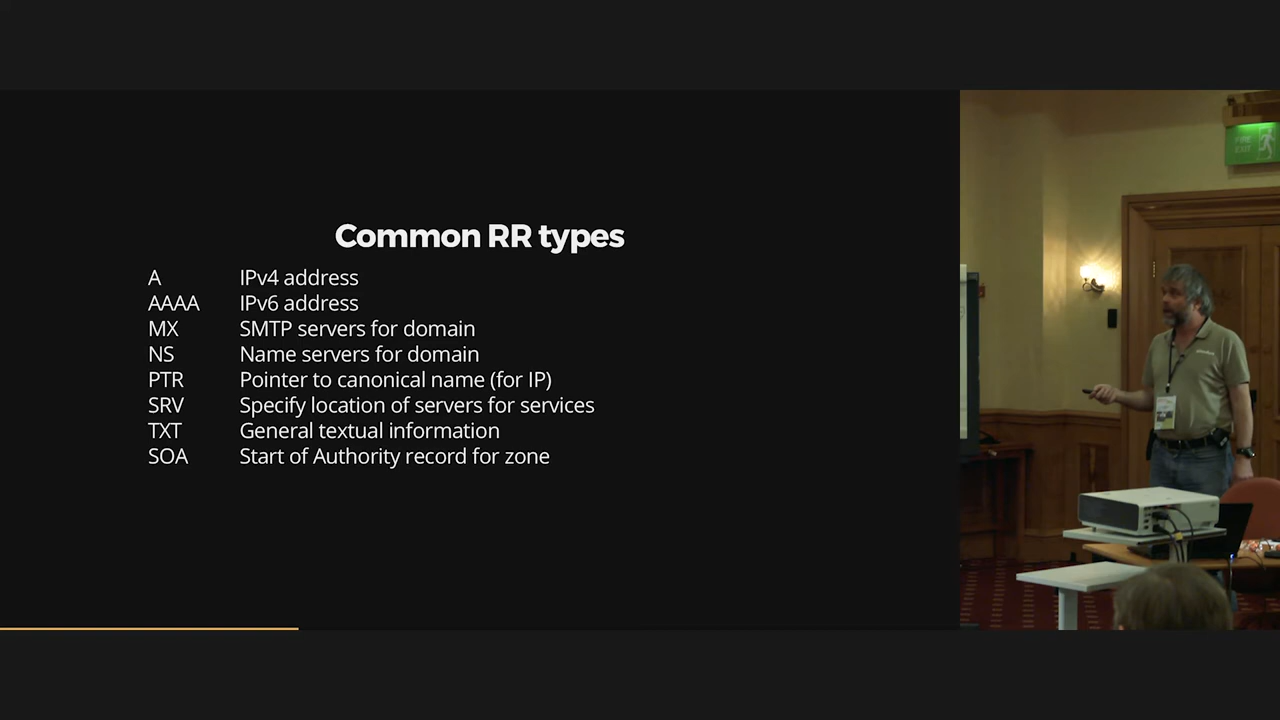 Common RR types
A IPv4 address
AAAA IPv6 address
MX SMTP servers for domain
NS Name servers for domain
PTR Pointer to canonical name (for IP)
SRV Specify location of servers for services
TXT General textual information
SOA Start of Authority record for zone
FIRE
EXIT